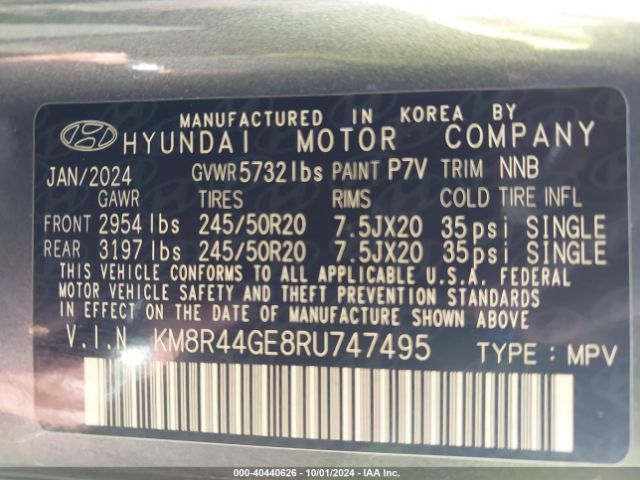 MANUFACTURED IN KOREA BY
HYUNDAI MOTOR COMPANY
JAN/2024 GVWR 5732 lbs PAINT P7V TRIM NNB
GAWR TIRES RIMS COLD TIRE INFL
FRONT 2954 lbs 245/50R20 7.5JX20 35 psi SINGLE
REAR 3197 lbs 245/50R20 7.5JX20 35 psi SINGLE
THIS VEHICLE CONFORMS TO ALL APPLICABLE U.S.A. FEDERAL
MOTOR VEHICLE SAFETY AND THEFT PREVENTION STANDARDS
IN EFFECT ON THE DATE OF MANUFACTURE SHOWN ABOVE.
V.I.N. KM8R44GE8RU747495 TYPE : MPV
000-40440626 - 10/01/2024 - IAA Inc.